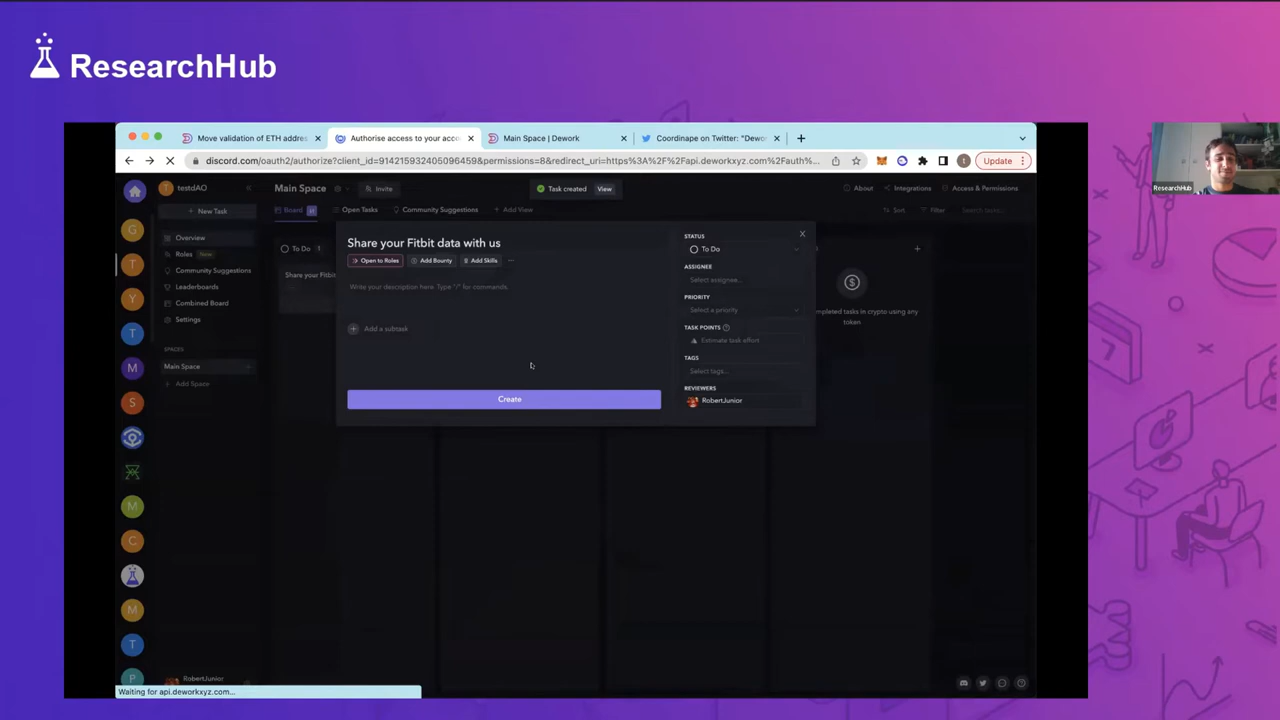 ResearchHub
Move validation of ETH addre
Authorise access to your acco
Main Space | Dework
Coordinape on Twitter: "Dewo
discord.com/oauth2/authorize?client_id=914215932405096459&permissions=8&redirect_uri=https%3A%2F%2Fapi.deworkxyz.com%2Fauth%...
t
Update
T
testdAO
Main Space
Invite
Task created
View
About
Integrations
Access & Permissions
+ New Task
Board
Open Tasks
Community Suggestions
+ Add View
Sort
Filter
Search tasks...
Overview
Roles
New
Community Suggestions
Leaderboards
Combined Board
Settings
SPACES
Main Space
+ Add Space
G
T
Y
T
M
S
M
C
M
T
P
To Do 1
Share your Fitbit
Share your Fitbit data with us
Open to Roles
Add Bounty
Add Skills
Write your description here. Type "/" for commands.
Add a subtask
Create
STATUS
To Do
ASSIGNEE
Select assignee...
PRIORITY
Select a priority
TASK POINTS
Estimate task effort
TAGS
Select tags...
REVIEWERS
RobertJunior
mpleted tasks in crypto using any
token
RobertJunior
Waiting for api.deworkxyz.com...
ResearchHub